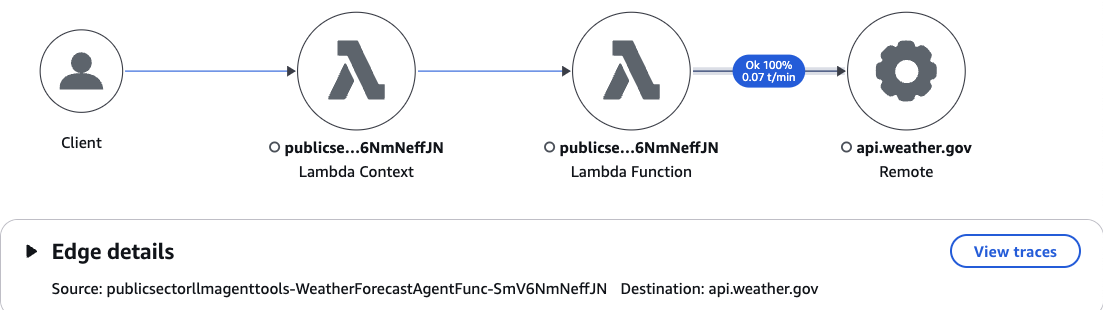 Ok 100%
0.07 t/min
Client
publicse...6NmNeffJN
Lambda Context
publicse...6NmNeffJN
Lambda Function
api.weather.gov
Remote
Edge details
View traces
Source: publicsectorllmagenttools-WeatherForecastAgentFunc-SmV6NmNeffJN Destination: api.weather.gov